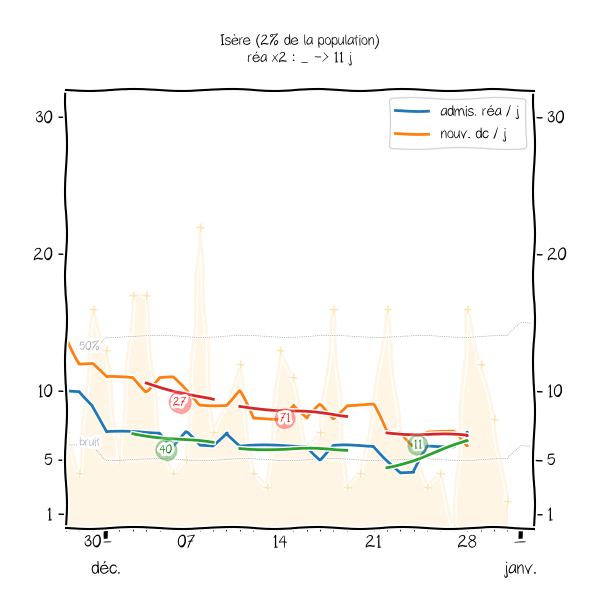 Isère (2% de la population)
réa x2 : _ -> 11 j
admis. réa / j
nouv. dc / j
30
30
20
20
50%
10
27
10
71
bruit
40
11
5
5
1
1
30
07
14
21
28
déc.
janv.